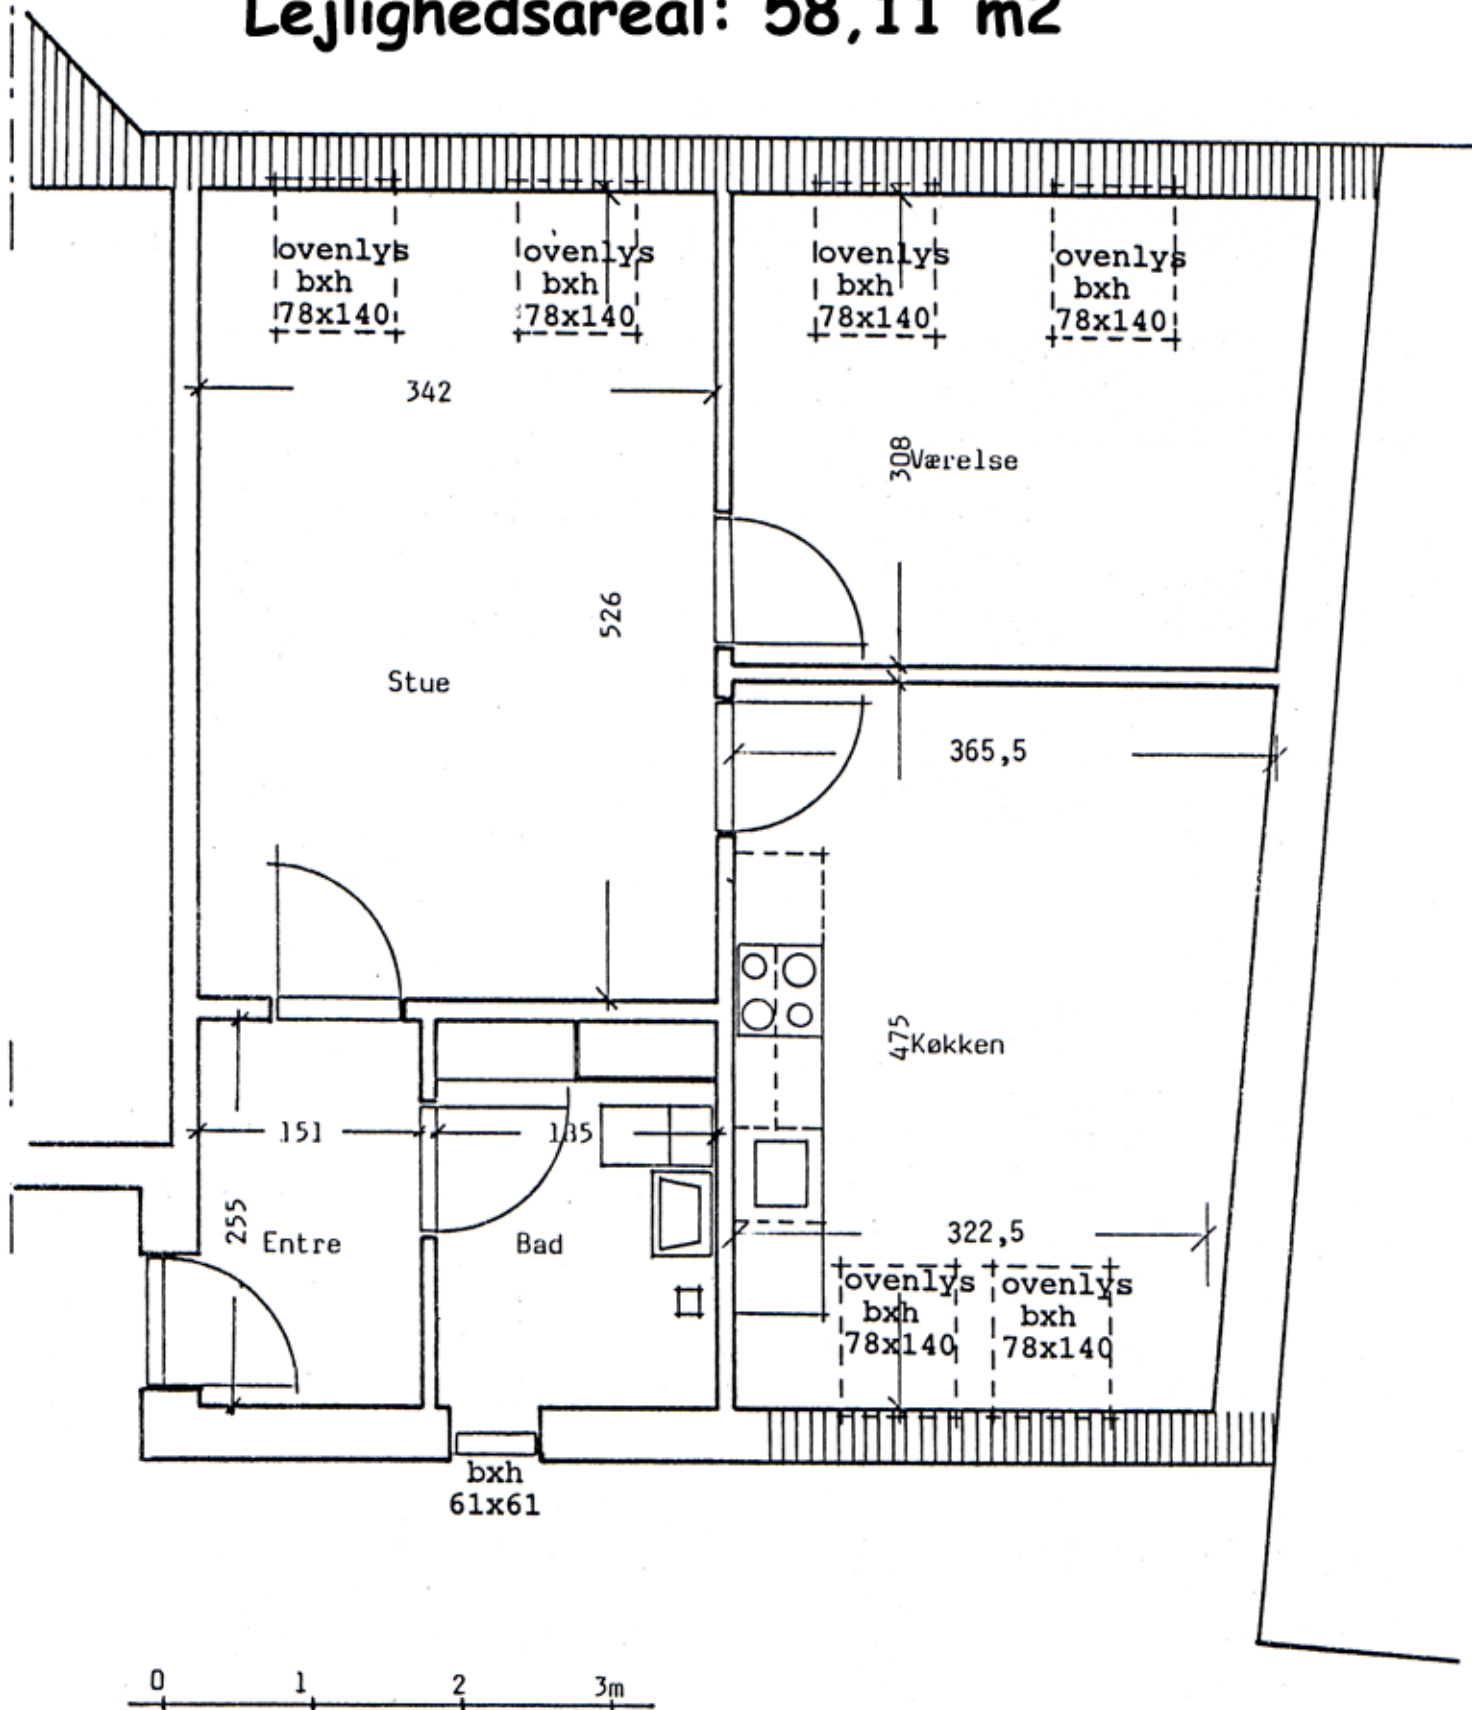 Lejlighedsareal: 58,11 m2
ovenlys
bxh
78x140
ovenlys
bxh
78x140
ovenlys
bxh
78x140
ovenlys
bxh
78x140
342
308
Værelse
526
Stue
365,5
475
Køkken
151
185
255
Entre
Bad
322,5
ovenlys
bxh
78x140
ovenlys
bxh
78x140
bxh
61x61
0 1 2 3m